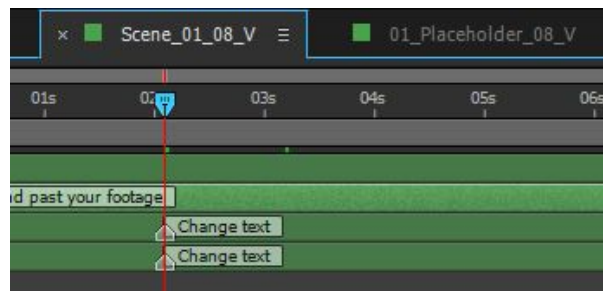 × Scene_01_08_V ≡ 01_Placeholder_08_V
01s 03s 04s 05s 06s
past your footage
Change text
Change text